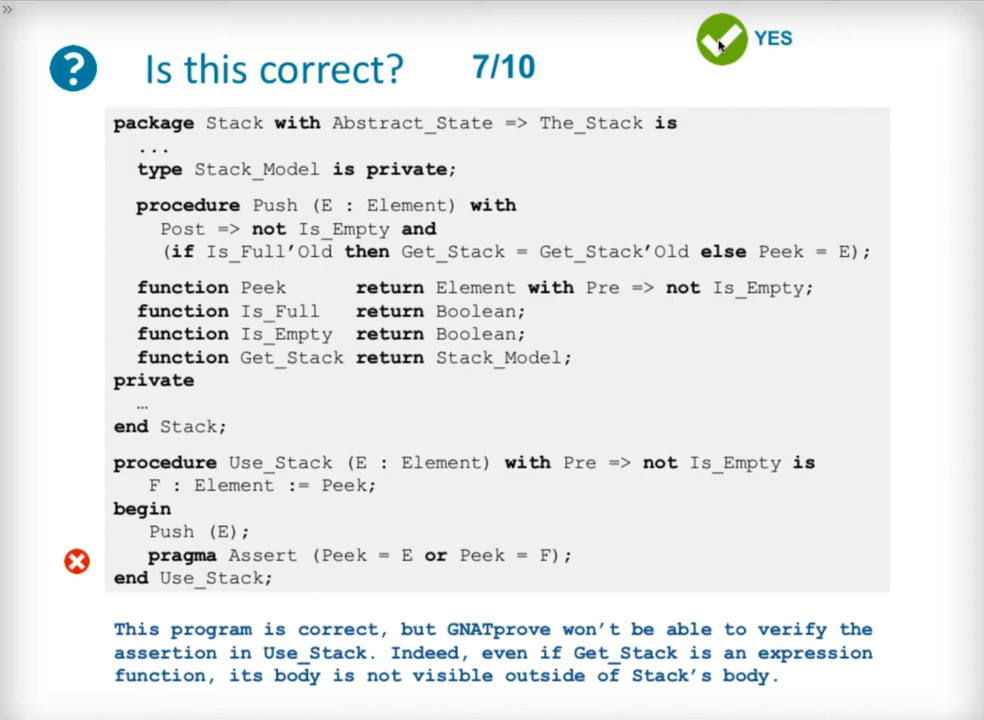 »
YES
? Is this correct? 7/10
package Stack with Abstract_State => The_Stack is
...
type Stack_Model is private;
procedure Push (E : Element) with
Post => not Is_Empty and
(if Is_Full’Old then Get_Stack = Get_Stack’Old else Peek = E);
function Peek return Element with Pre => not Is_Empty;
function Is_Full return Boolean;
function Is_Empty return Boolean;
function Get_Stack return Stack_Model;
private
…
end Stack;
procedure Use_Stack (E : Element) with Pre => not Is_Empty is
F : Element := Peek;
begin
Push (E);
pragma Assert (Peek = E or Peek = F);
end Use_Stack;
This program is correct, but GNATprove won’t be able to verify the
assertion in Use_Stack. Indeed, even if Get_Stack is an expression
function, its body is not visible outside of Stack’s body.